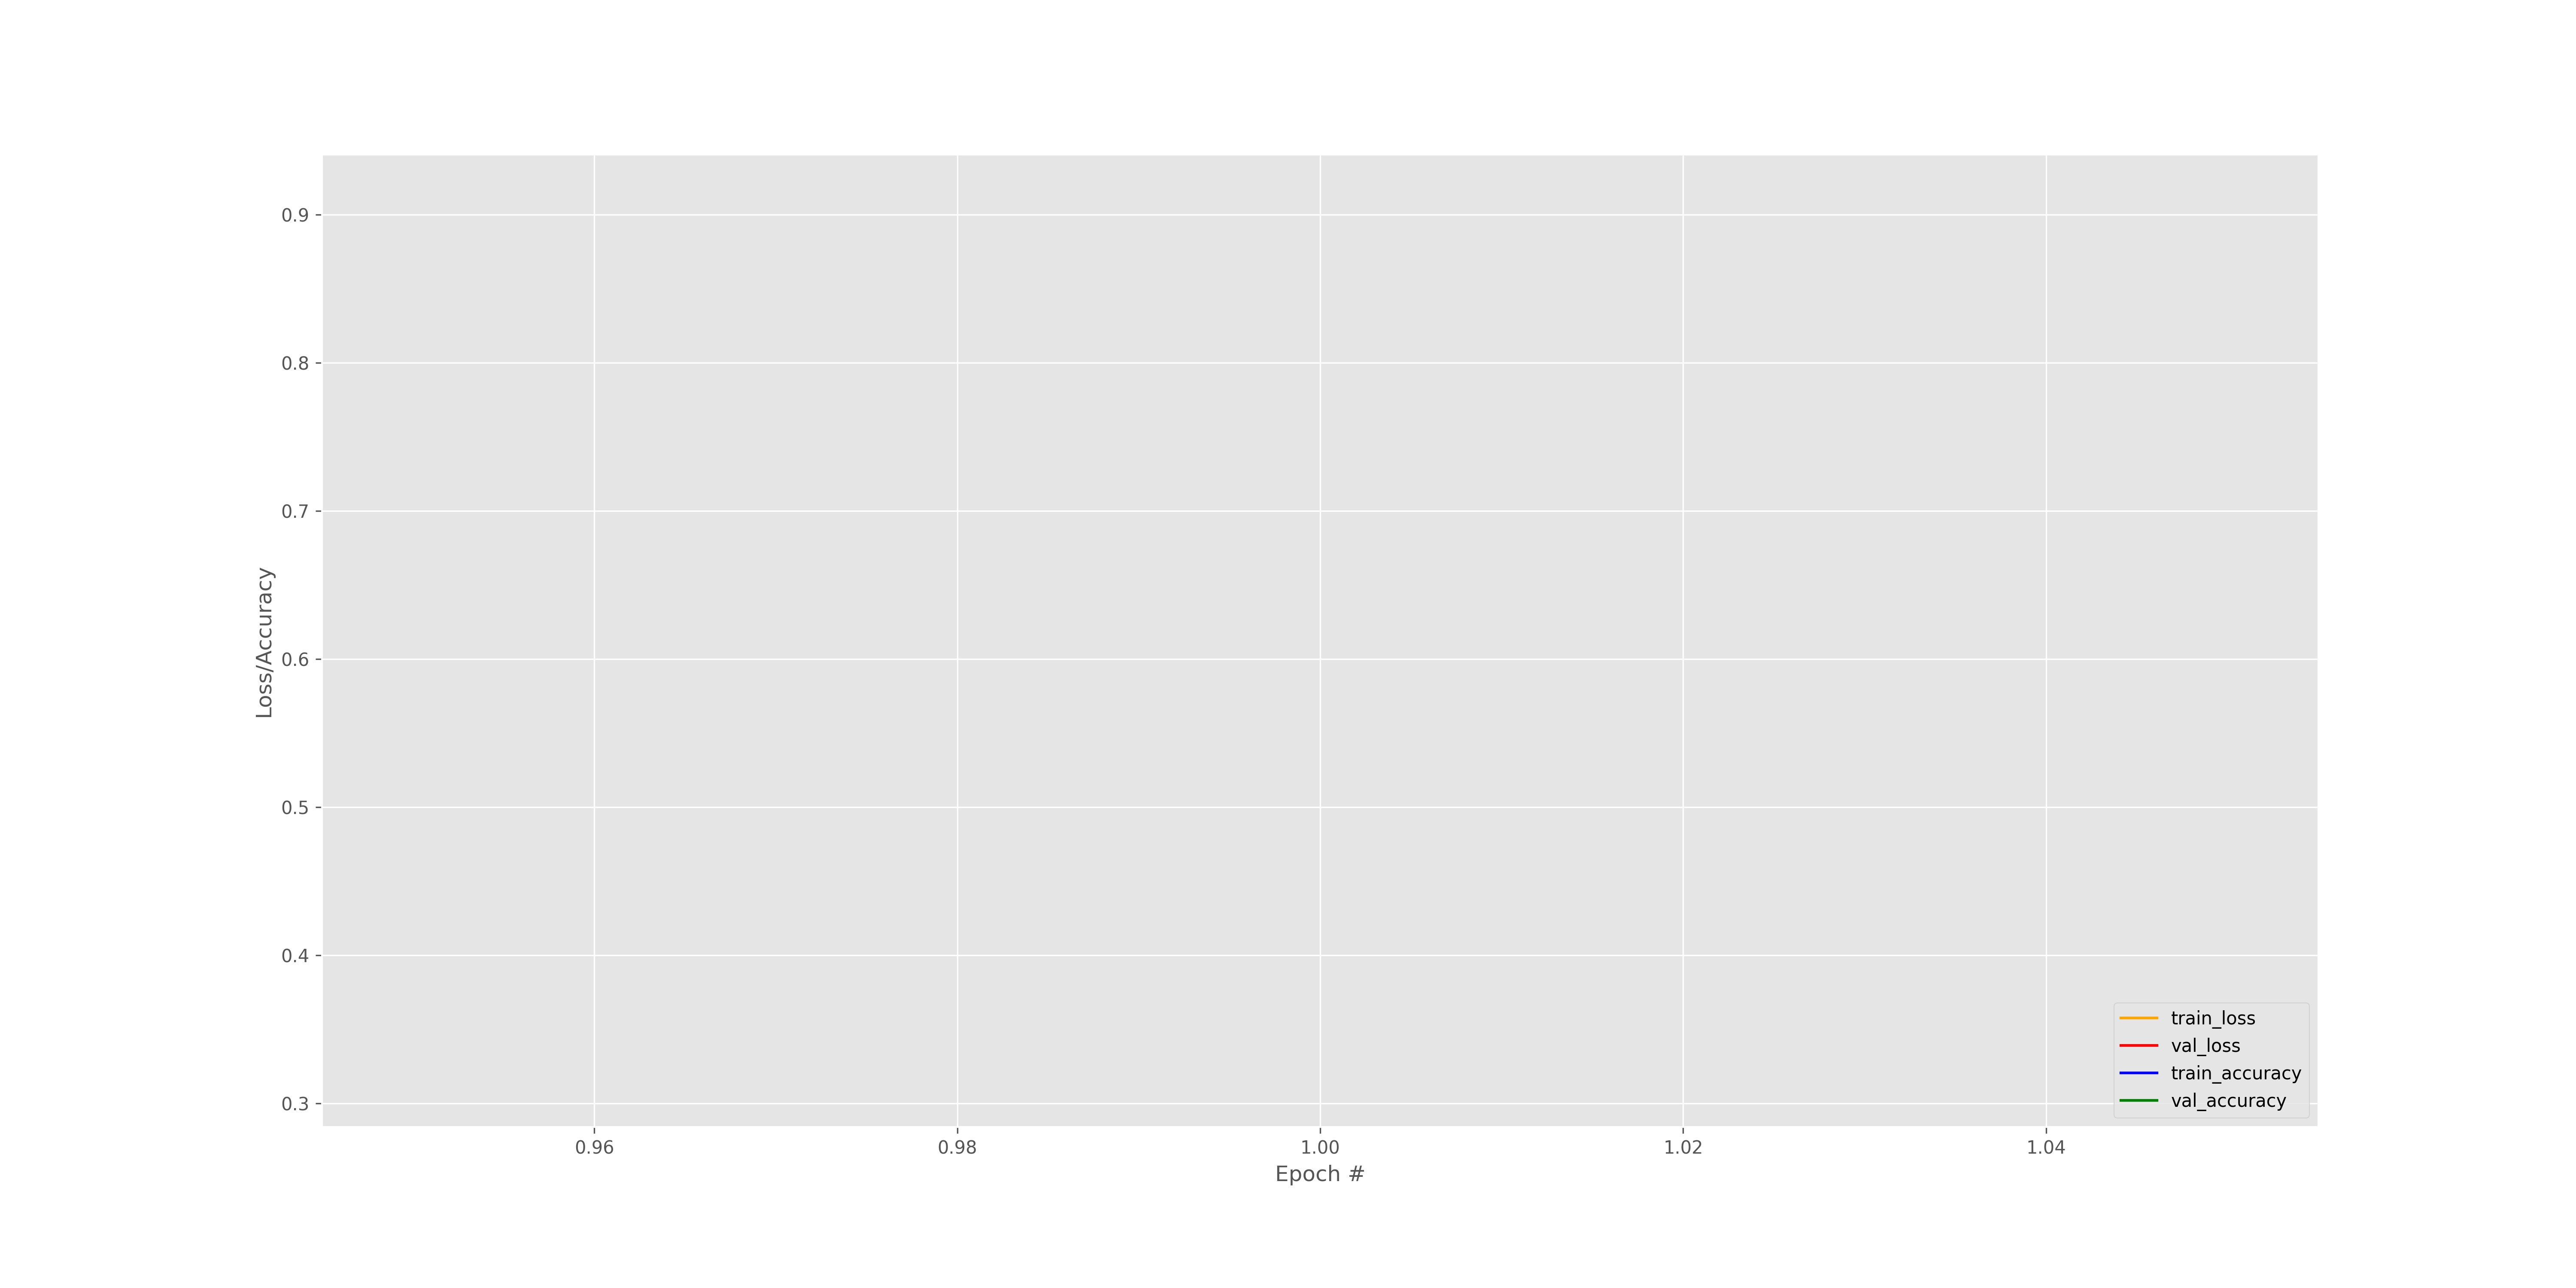 0.9
0.8
0.7
0.6
0.5
0.4
0.3
Loss/Accuracy
train_loss
val_loss
train_accuracy
val_accuracy
0.96 0.98 1.00 1.02 1.04
Epoch #